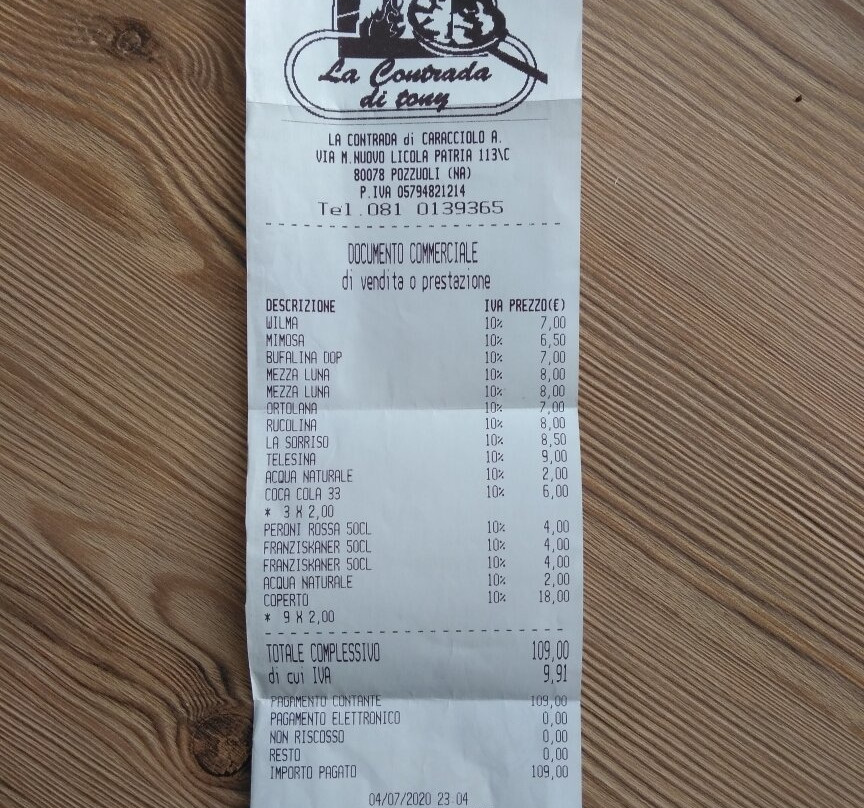 La Contrada
di tony
LA CONTRADA di CARACCIOLO A.
VIA M.NUOVO LICOLA PATRIA 113\C
80078 POZZUOLI (NA)
P.IVA 05794821214
Tel.081 0139365
DOCUMENTO COMMERCIALE
di vendita o prestazione
DESCRIZIONE IVA PREZZO(€)
WILMA 10% 7,00
MIMOSA 10% 6,50
BUFALINA DOP 10% 7,00
MEZZA LUNA 10% 8,00
MEZZA LUNA 10% 8,00
ORTOLANA 10% 7,00
RUCOLINA 10% 8,00
LA SORRISO 10% 8,50
TELESINA 10% 9,00
ACQUA NATURALE 10% 2,00
COCA COLA 33 10% 6,00
* 3 X 2,00
PERONI ROSSA 50CL 10% 4,00
FRANZISKANER 50CL 10% 4,00
FRANZISKANER 50CL 10% 4,00
ACQUA NATURALE 10% 2,00
COPERTO 10% 18,00
* 9 X 2,00
TOTALE COMPLESSIVO 109,00
di cui IVA 9,91
PAGAMENTO CONTANTE 109,00
PAGAMENTO ELETTRONICO 0,00
NON RISCOSSO 0,00
RESTO 0,00
IMPORTO PAGATO 109,00
04/07/2020 23:04